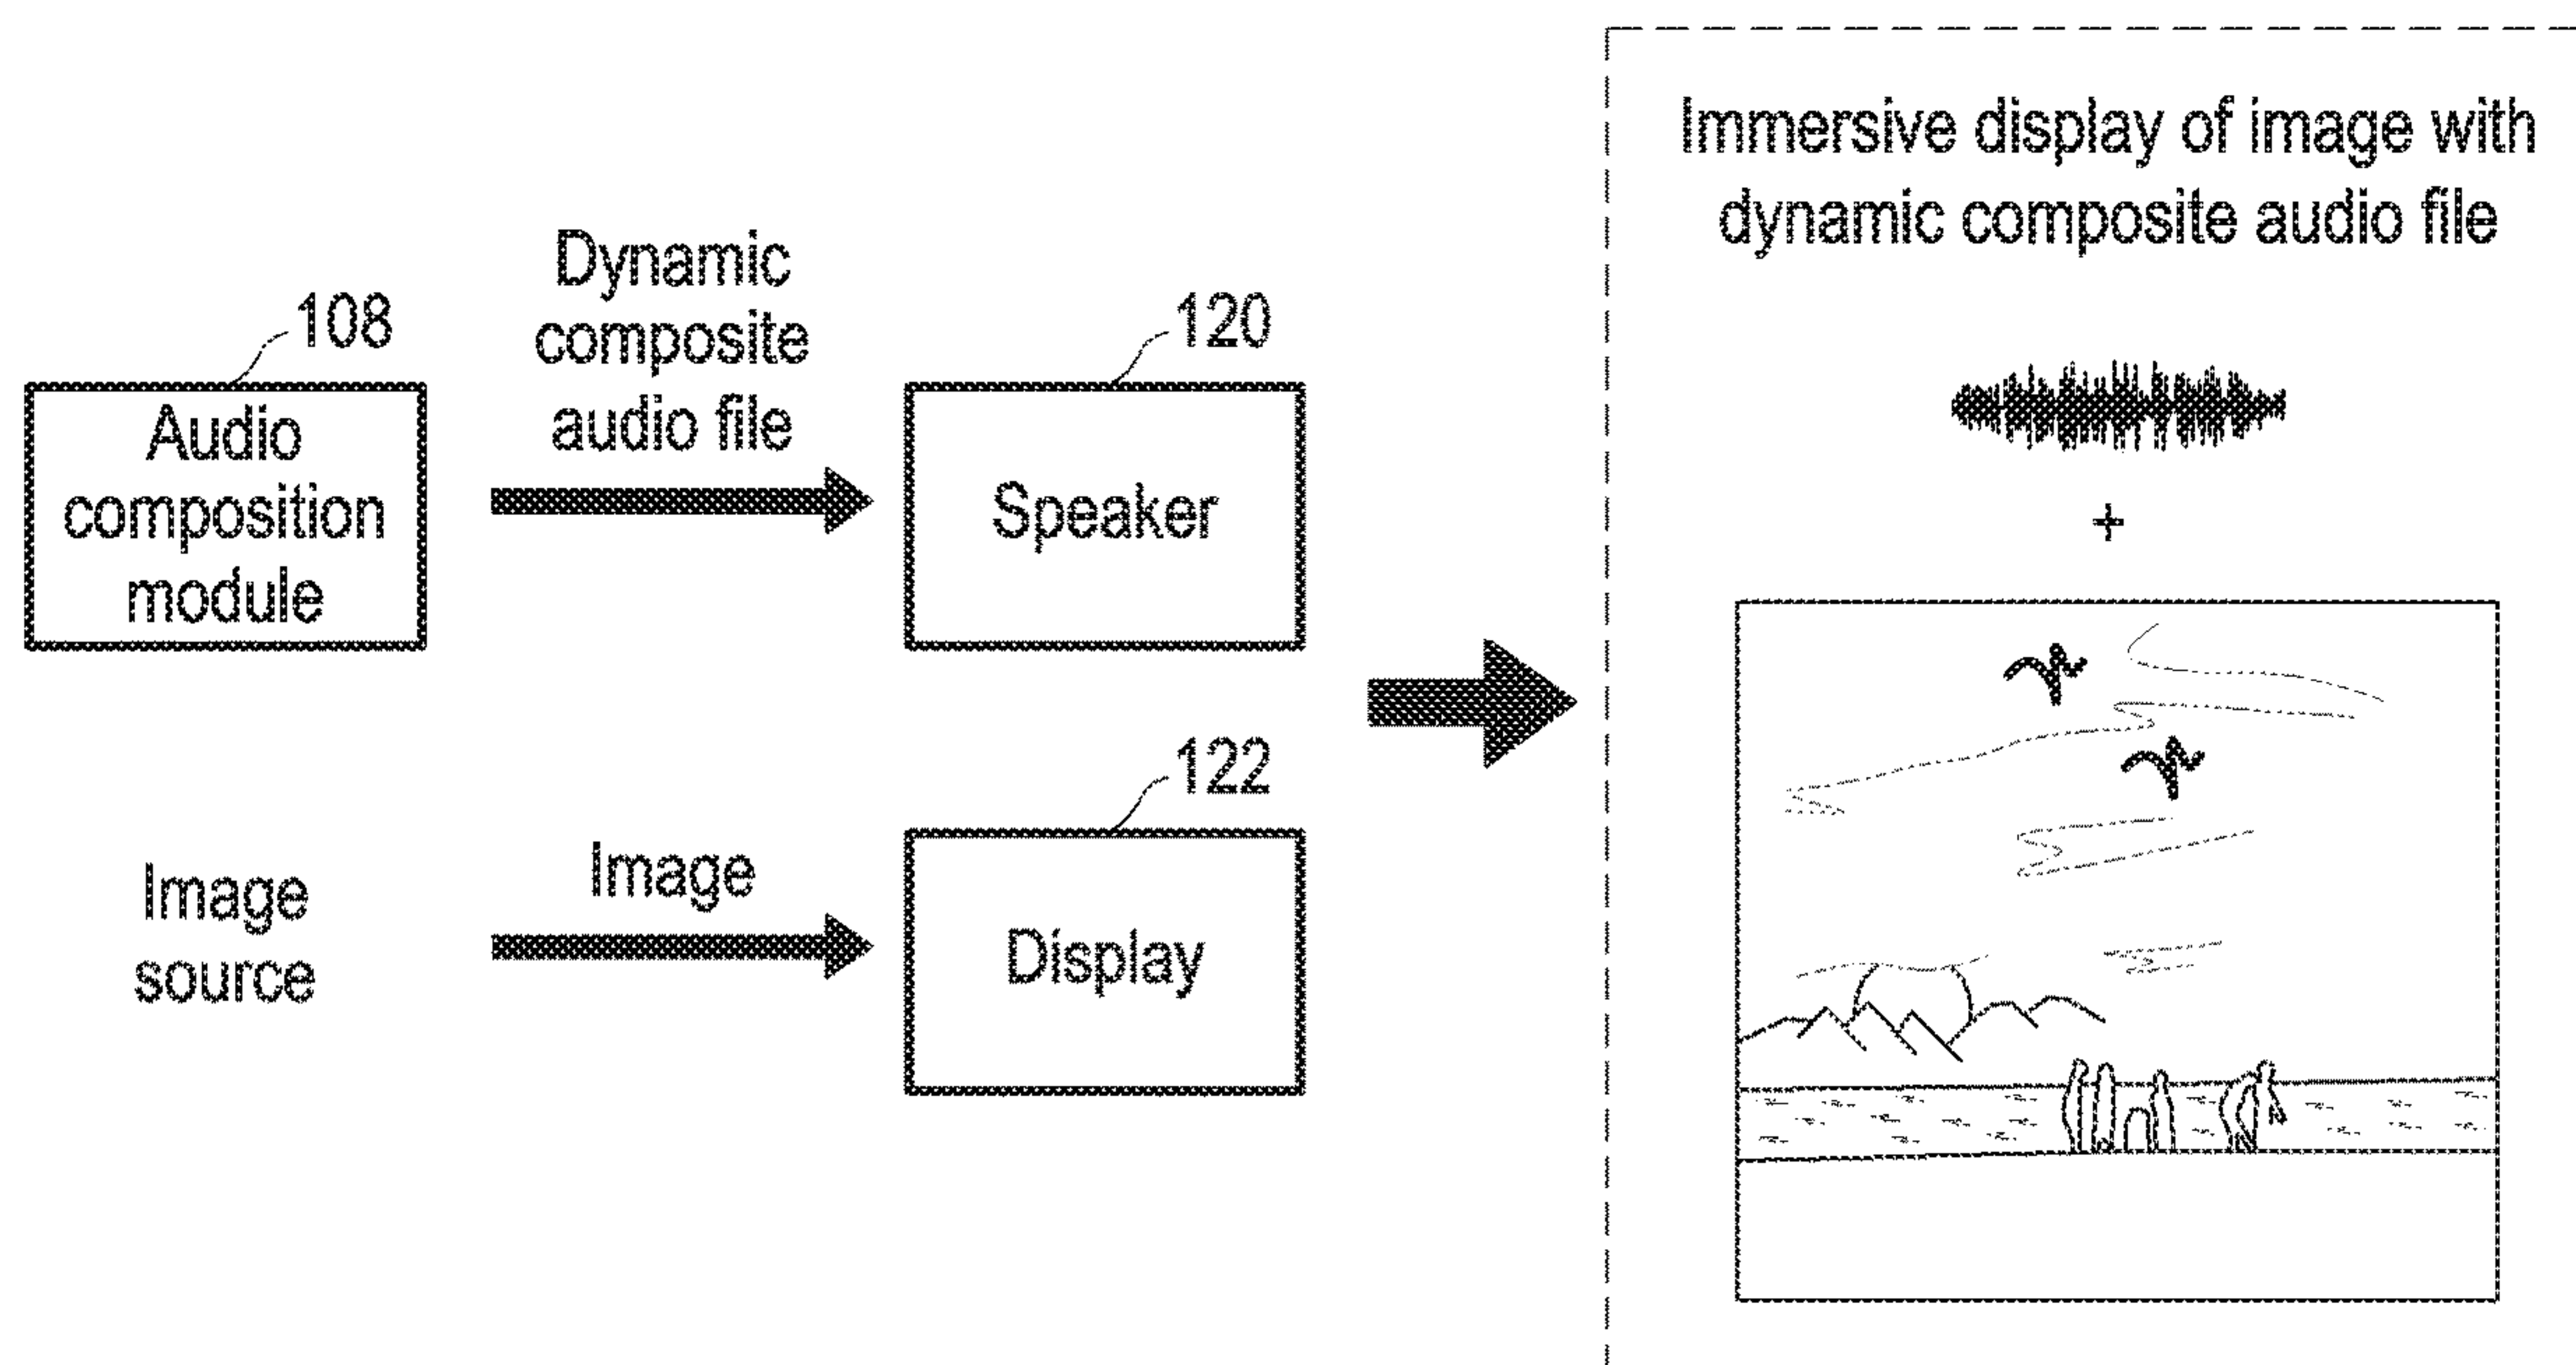 Immersive display of image with
dynamic composite audio file
108
Audio
composition
module
Dynamic
composite
audio file
120
Speaker
+
Image
source
Image
122
Display